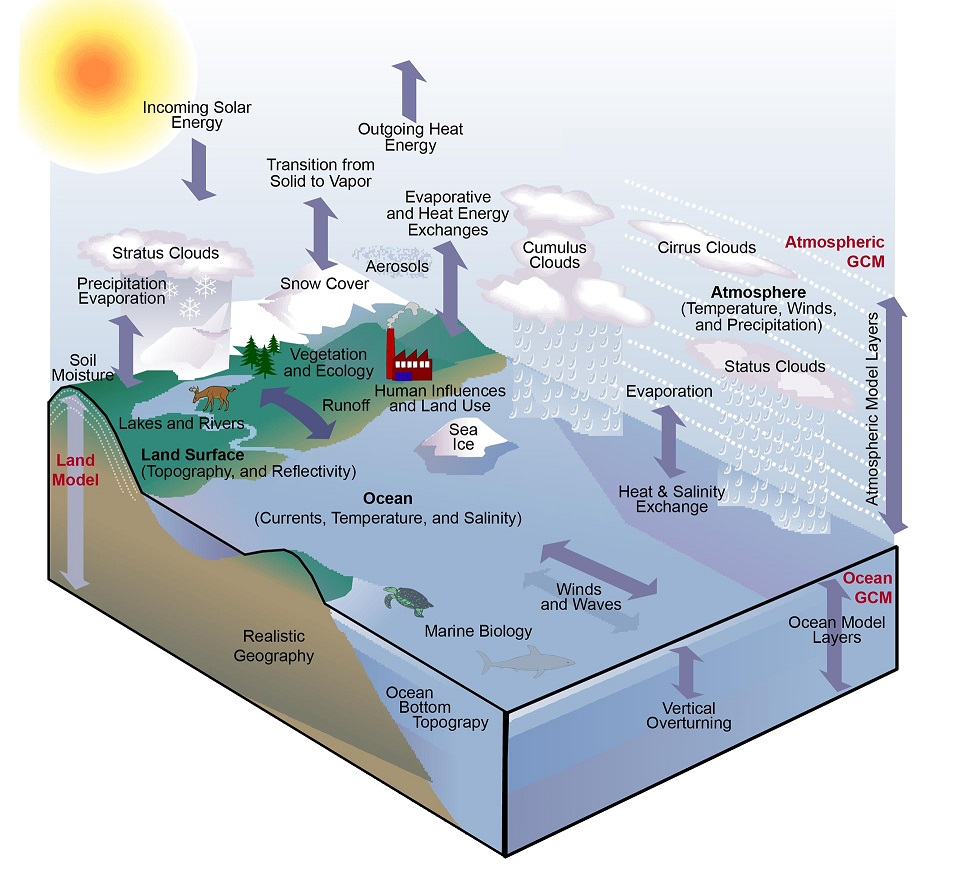 Incoming Solar
Energy
Outgoing Heat
Energy
Transition from
Solid to Vapor
Evaporative
and Heat Energy
Exchanges
Stratus Clouds
Precipitation
Evaporation
Snow Cover
Aerosols
Cumulus
Clouds
Cirrus Clouds
Atmospheric
GCM
Atmosphere
(Temperature, Winds,
and Precipitation)
Status Clouds
Atmospheric Model Layers
Soil
Moisture
Vegetation
and Ecology
Human Influences
and Land Use
Runoff
Lakes and Rivers
Land Surface
(Topography, and Reflectivity)
Land
Model
Sea
Ice
Evaporation
Heat & Salinity
Exchange
Ocean
(Currents, Temperature, and Salinity)
Winds
and Waves
Ocean
GCM
Ocean Model
Layers
Marine Biology
Realistic
Geography
Ocean
Bottom
Topograpy
Vertical
Overturning